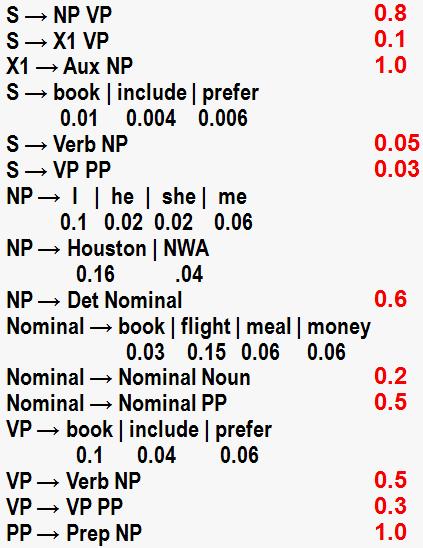 S → NP VP 0.8
S → X1 VP 0.1
X1 → Aux NP 1.0
S → book | include | prefer
0.01 0.004 0.006
S → Verb NP 0.05
S → VP PP 0.03
NP → I | he | she | me
0.1 0.02 0.02 0.06
NP → Houston | NWA
0.16 .04
NP → Det Nominal 0.6
Nominal → book | flight | meal | money
0.03 0.15 0.06 0.06
Nominal → Nominal Noun 0.2
Nominal → Nominal PP 0.5
VP → book | include | prefer
0.1 0.04 0.06
VP → Verb NP 0.5
VP → VP PP 0.3
PP → Prep NP 1.0